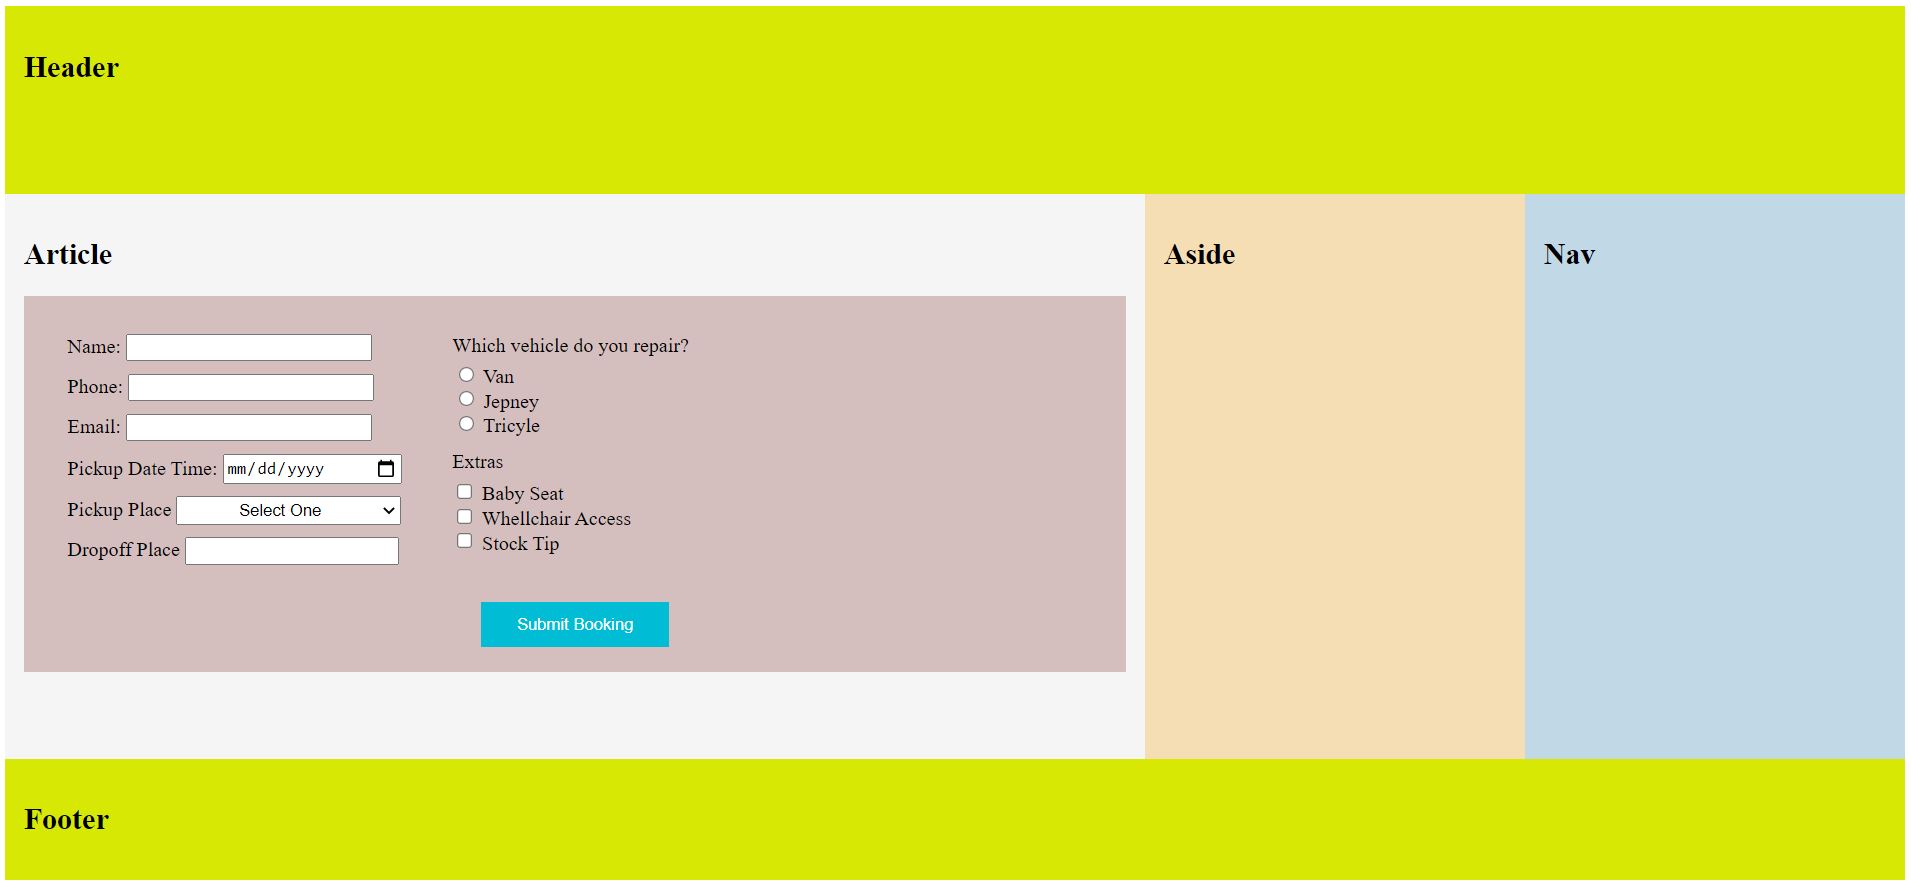 Header
Article
Aside
Nav
Name:
Phone:
Email:
Pickup Date Time: mm/dd/yyyy
Pickup Place Select One
Dropoff Place
Which vehicle do you repair?
Van
Jepney
Tricyle
Extras
Baby Seat
Whellchair Access
Stock Tip
Submit Booking
Footer